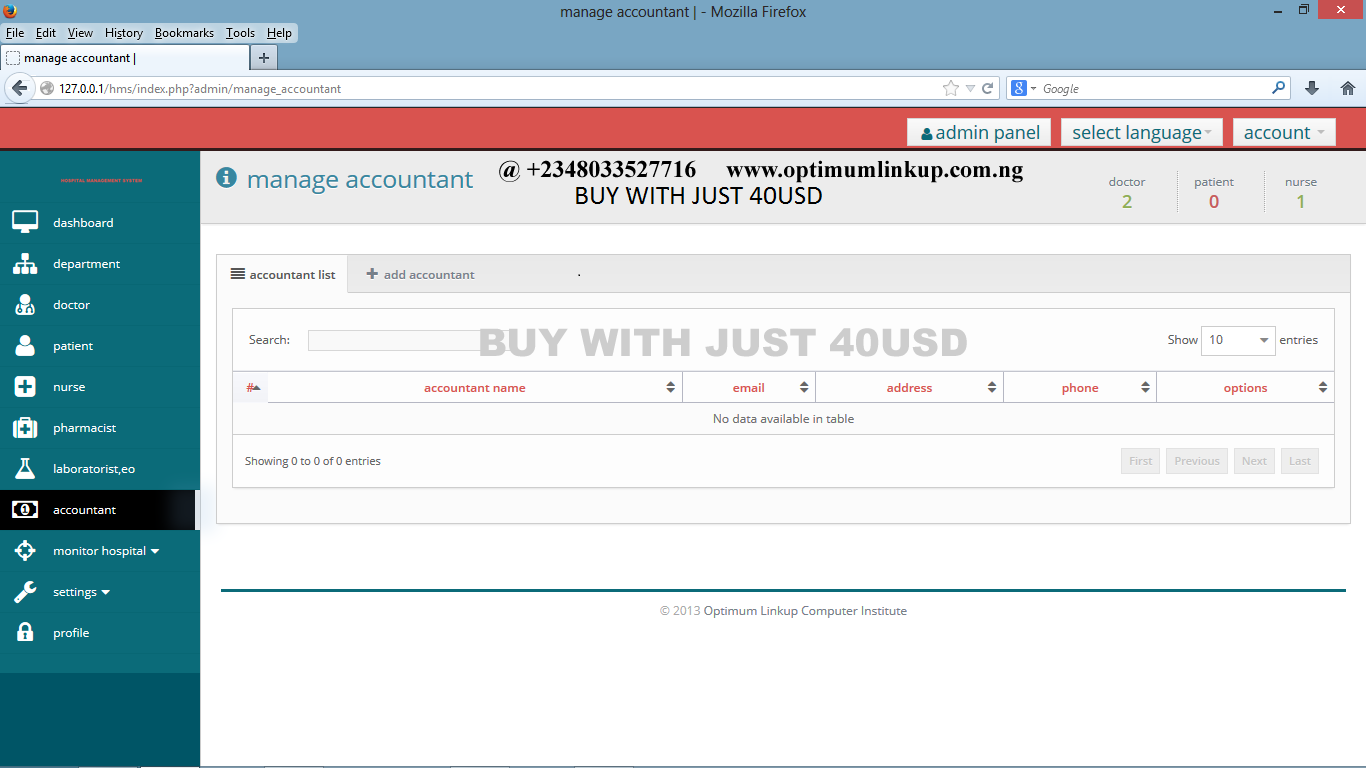 manage accountant | - Mozilla Firefox
File Edit View History Bookmarks Tools Help
manage accountant |
127.0.0.1/hms/index.php?admin/manage_accountant
8 Google
admin panel select language account
HOSPITAL MANAGEMENT SYSTEM
manage accountant
@ +2348033527716 www.optimumlinkup.com.ng
BUY WITH JUST 40USD
doctor patient nurse
2 0 1
dashboard
department
doctor
patient
nurse
pharmacist
laboratorist,eo
accountant
monitor hospital
settings
profile
accountant list add accountant .
Search: BUY WITH JUST 40USD Show 10 entries
# accountant name email address phone options
No data available in table
Showing 0 to 0 of 0 entries First Previous Next Last
© 2013 Optimum Linkup Computer Institute